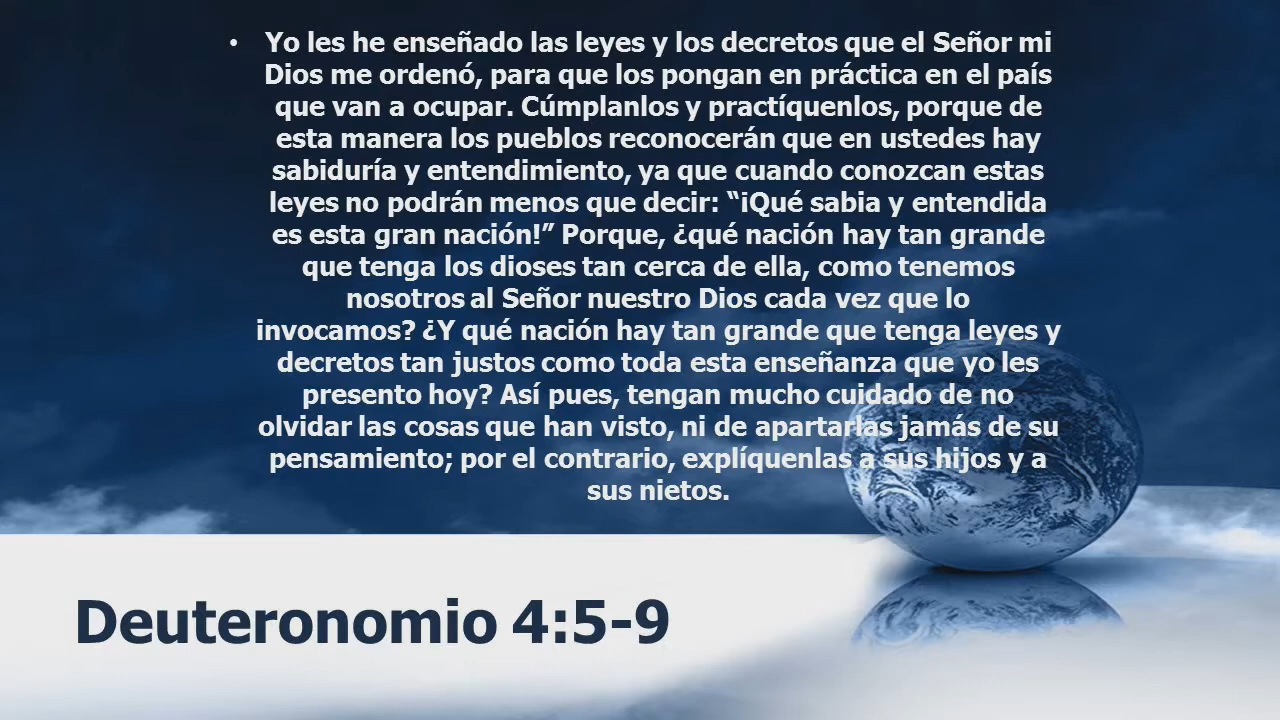 • Yo les he enseñado las leyes y los decretos que el Señor mi
Dios me ordenó, para que los pongan en práctica en el país
que van a ocupar. Cúmplanlos y practíquenlos, porque de
esta manera los pueblos reconocerán que en ustedes hay
sabiduría y entendimiento, ya que cuando conozcan estas
leyes no podrán menos que decir: “¡Qué sabia y entendida
es esta gran nación!” Porque, ¿qué nación hay tan grande
que tenga los dioses tan cerca de ella, como tenemos
nosotros al Señor nuestro Dios cada vez que lo
invocamos? ¿Y qué nación hay tan grande que tenga leyes y
decretos tan justos como toda esta enseñanza que yo les
presento hoy? Así pues, tengan mucho cuidado de no
olvidar las cosas que han visto, ni de apartarlas jamás de su
pensamiento; por el contrario, explíquenlas a sus hijos y a
sus nietos.
Deuteronomio 4:5-9